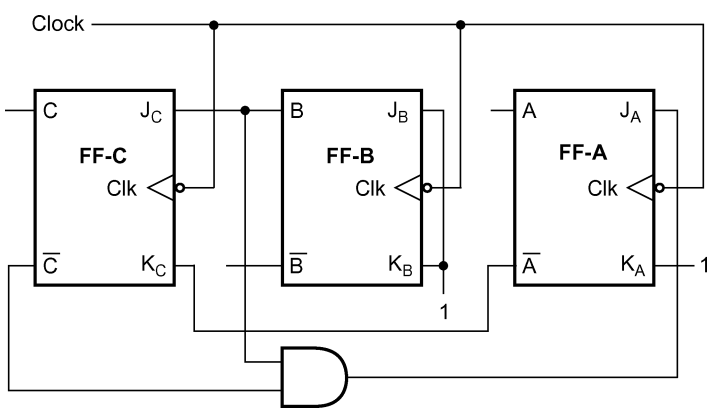 Clock
C J_C B J_B A J_A
FF-C FF-B FF-A
Clk Clk Clk
C̅ K_C B̅ K_B A̅ K_A 1
1